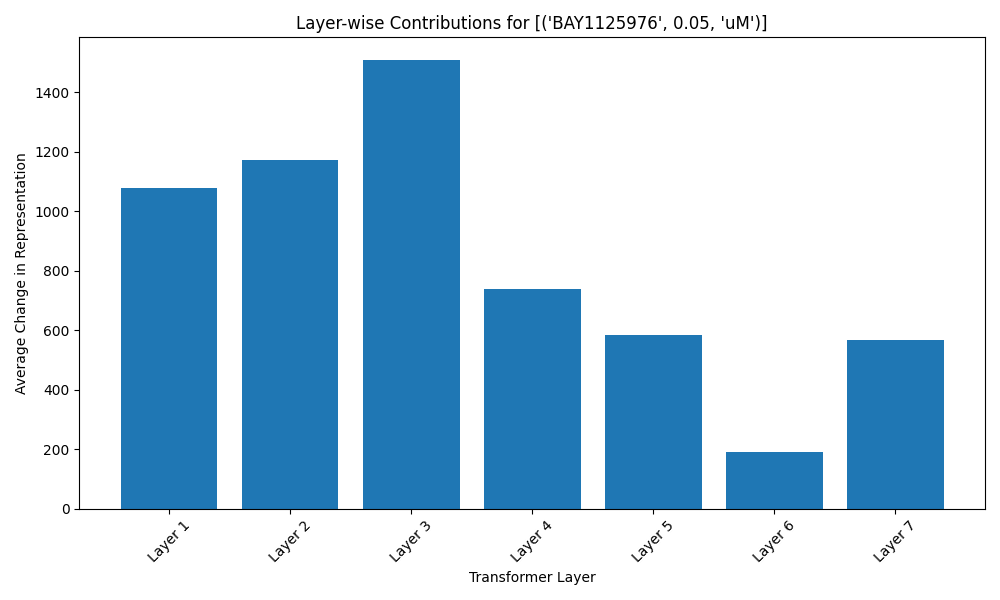 Layer-wise Contributions for [('BAY1125976', 0.05, 'uM')]
Average Change in Representation
1400
1200
1000
800
600
400
200
0
Layer 1
Layer 2
Layer 3
Layer 4
Layer 5
Layer 6
Layer 7
Transformer Layer